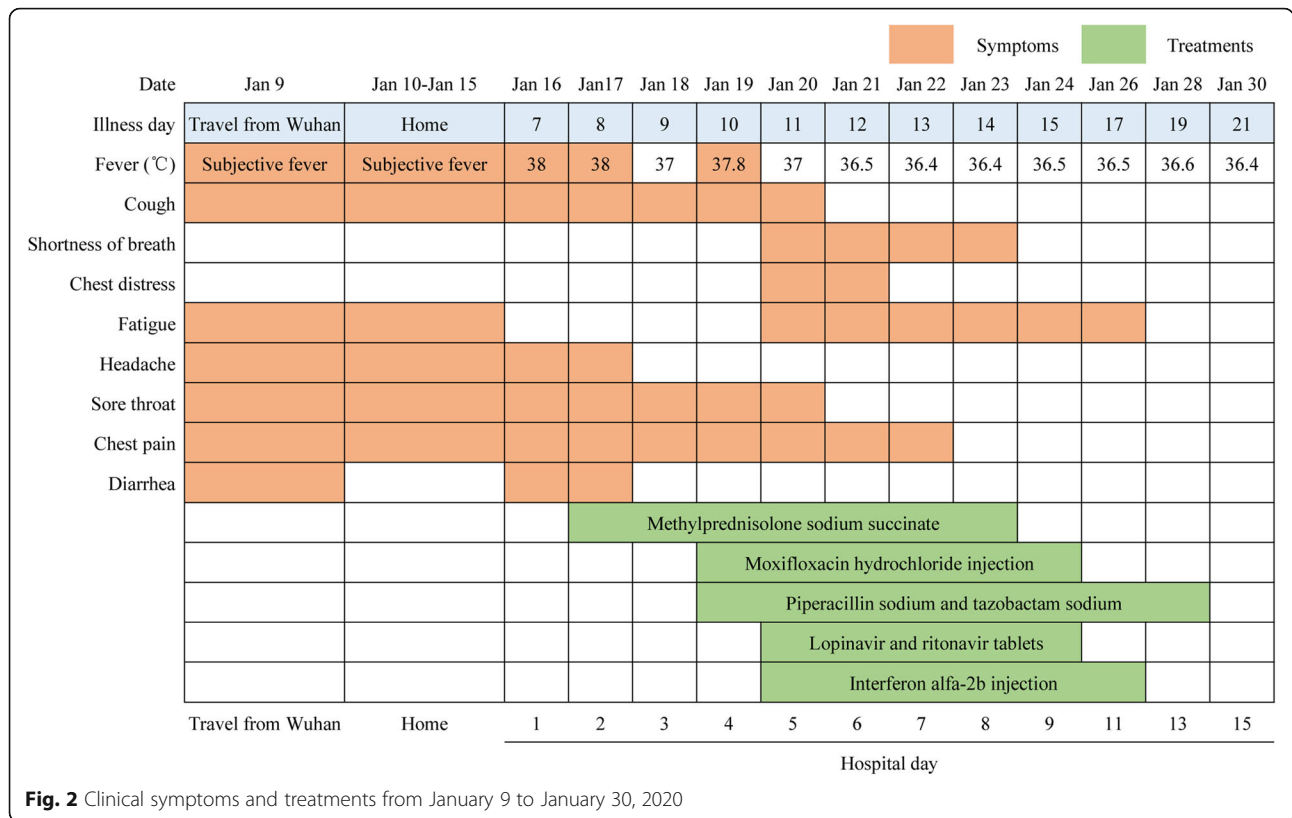 Symptoms Treatments
Date Jan 9 Jan 10-Jan 15 Jan 16 Jan17 Jan 18 Jan 19 Jan 20 Jan 21 Jan 22 Jan 23 Jan 24 Jan 26 Jan 28 Jan 30
Illness day Travel from Wuhan Home 7 8 9 10 11 12 13 14 15 17 19 21
Fever (℃) Subjective fever Subjective fever 38 38 37 37.8 37 36.5 36.4 36.4 36.5 36.5 36.6 36.4
Cough
Shortness of breath
Chest distress
Fatigue
Headache
Sore throat
Chest pain
Diarrhea
Methylprednisolone sodium succinate
Moxifloxacin hydrochloride injection
Piperacillin sodium and tazobactam sodium
Lopinavir and ritonavir tablets
Interferon alfa-2b injection
Travel from Wuhan Home 1 2 3 4 5 6 7 8 9 11 13 15
Hospital day
Fig. 2 Clinical symptoms and treatments from January 9 to January 30, 2020